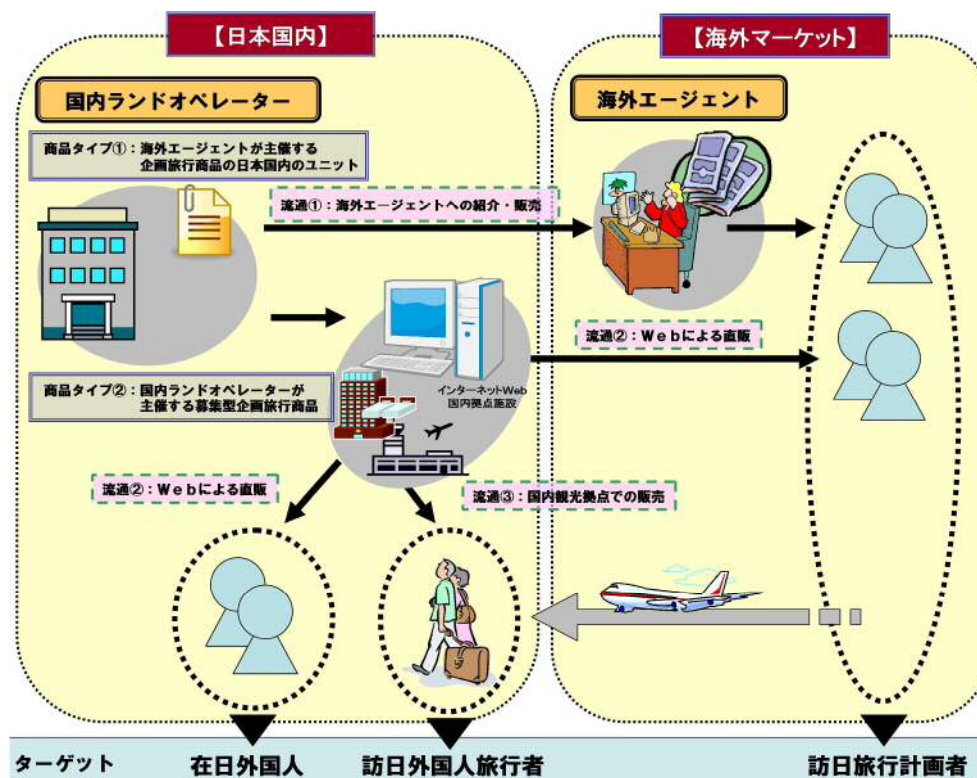 【日本国内】
【海外マーケット】
国内ランドオペレーター
海外エージェント
商品タイプ①：海外エージェントが主催する
企画旅行商品の日本国内のユニット
流通①：海外エージェントへの紹介・販売
流通②：Ｗｅｂによる直販
インターネットWeb
国内拠点施設
商品タイプ②：国内ランドオペレーターが
主催する募集型企画旅行商品
流通②：Ｗｅｂによる直販
流通③：国内観光拠点での販売
ターゲット
在日外国人
訪日外国人旅行者
訪日旅行計画者